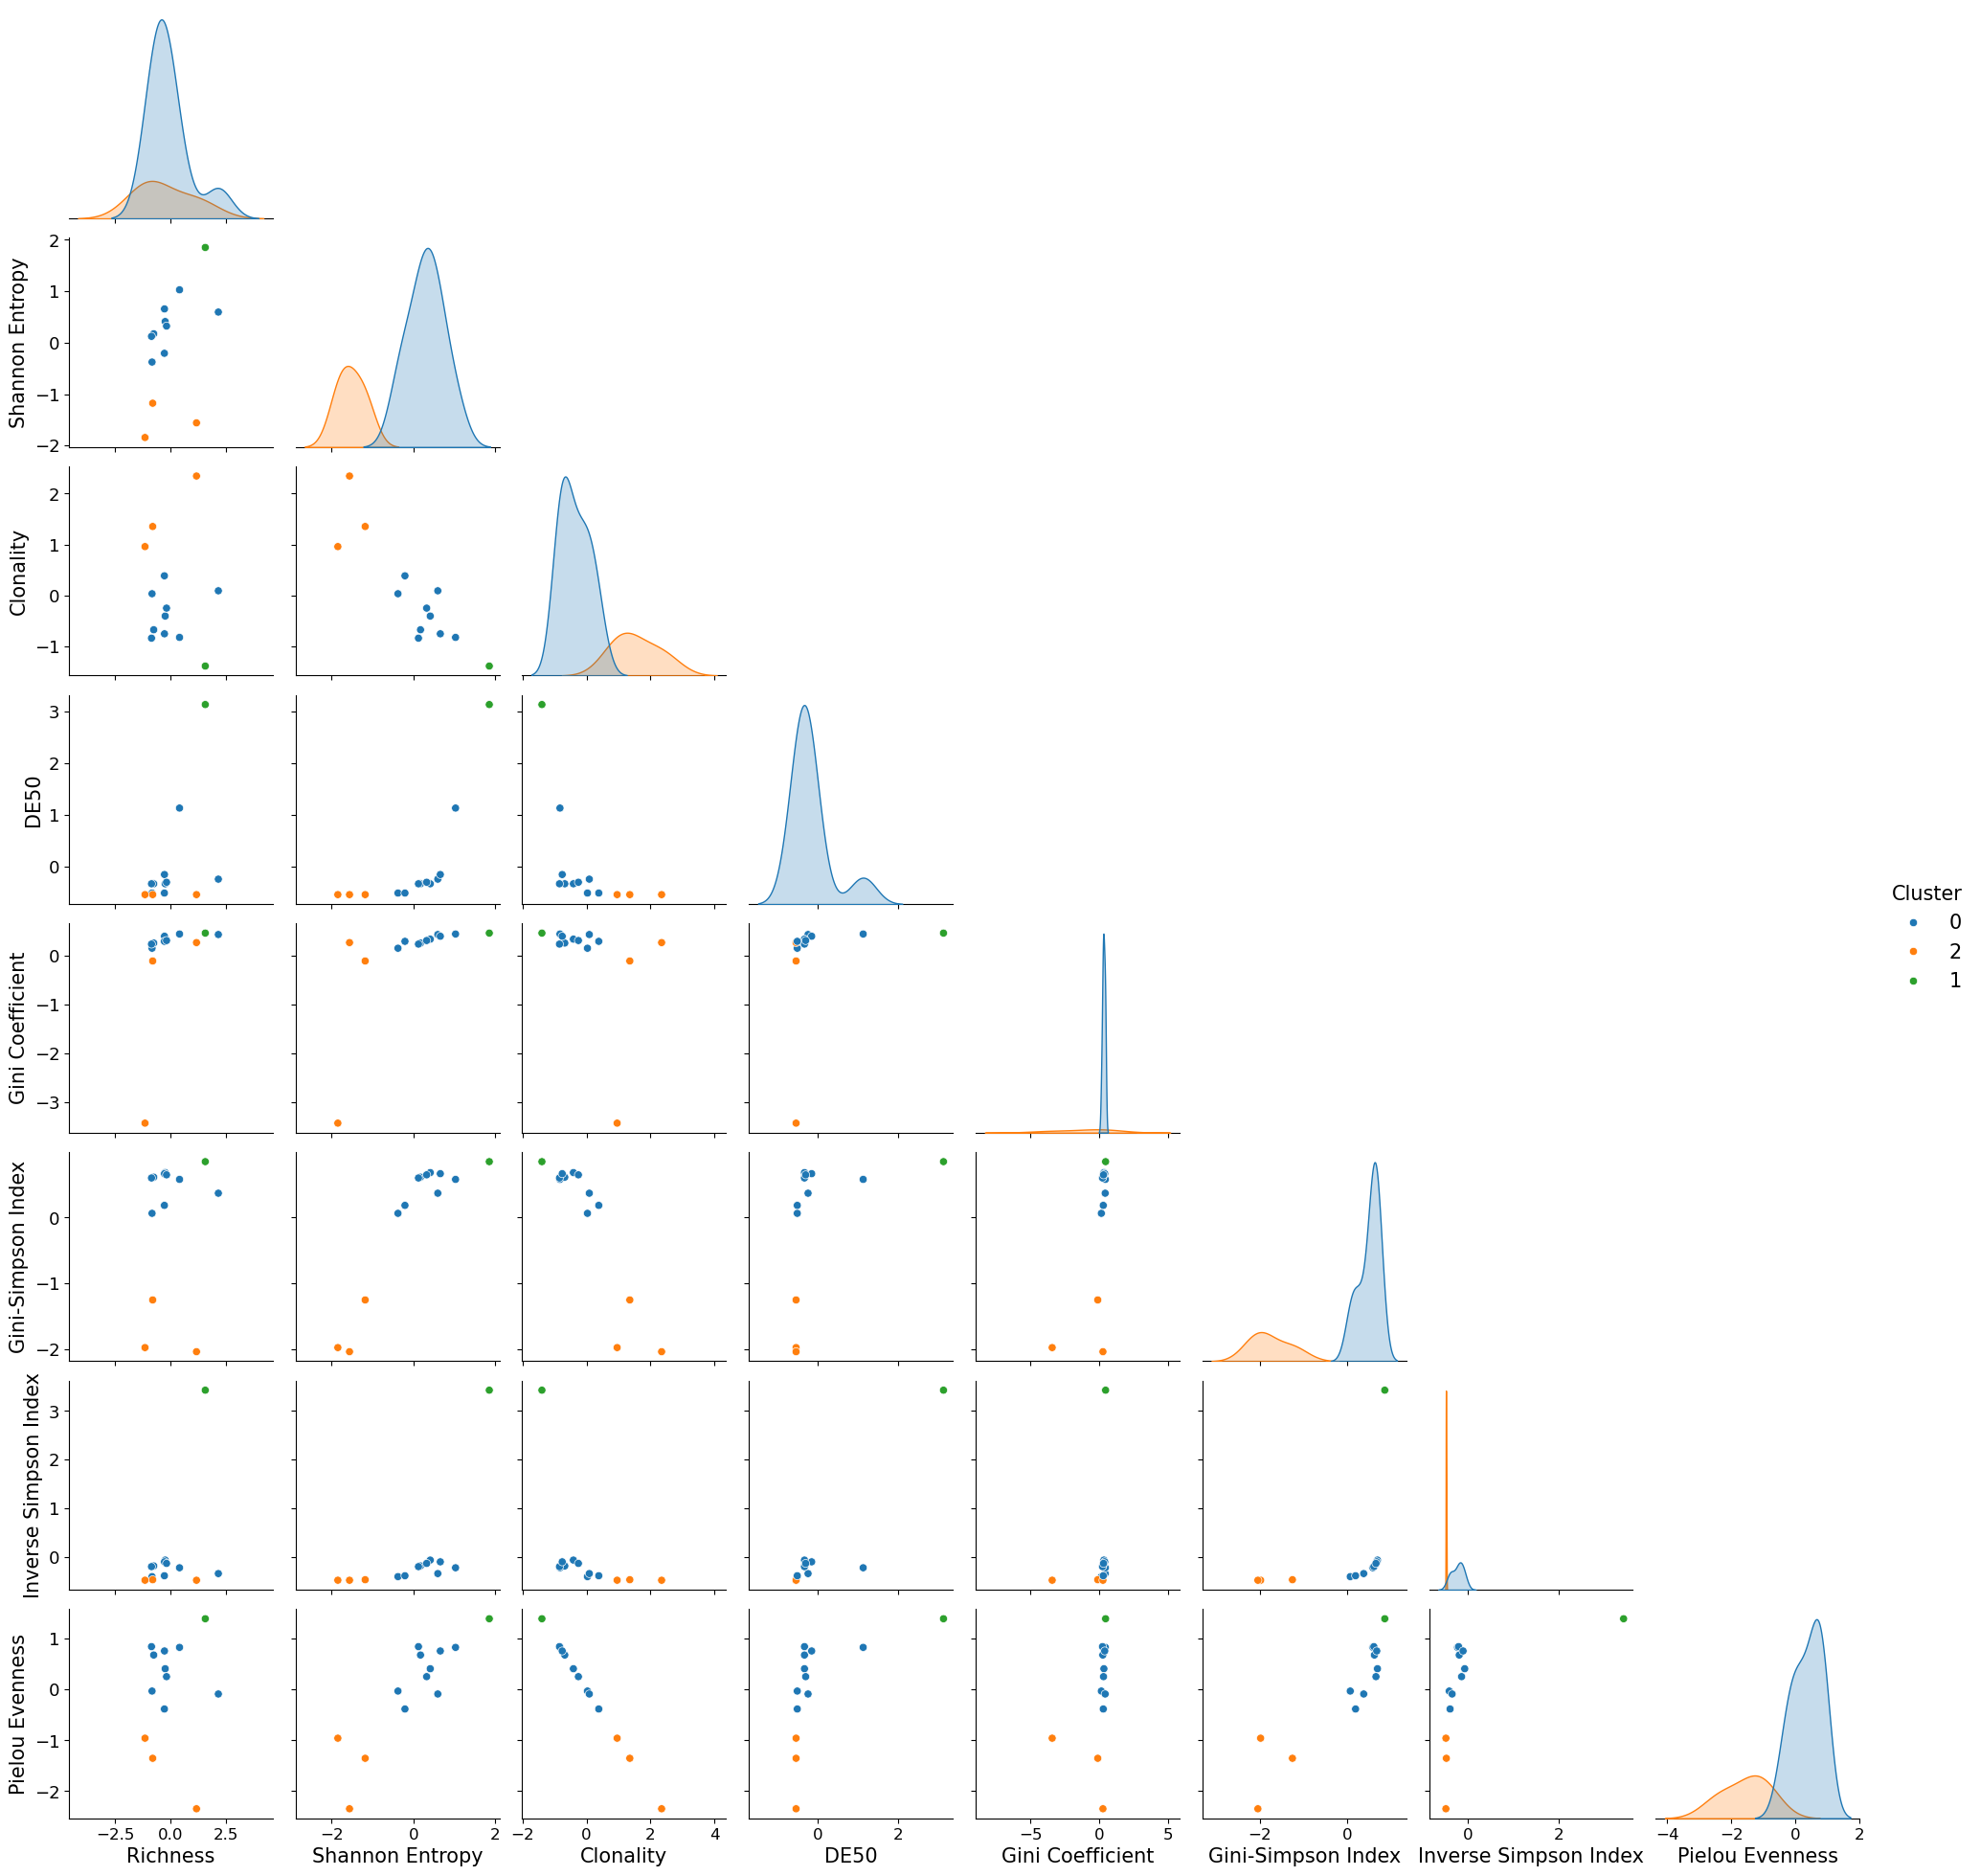 Shannon Entropy
2
1
0
−1
−2
Clonality
2
1
0
−1
DE50
3
2
1
0
Gini Coefficient
0
−1
−2
−3
Cluster
0
2
1
Gini-Simpson Index
0
−1
−2
Inverse Simpson Index
3
2
1
0
Pielou Evenness
1
0
−1
−2
−2.5 0.0 2.5
−2 0 2
−2 0 2 4
0 2
−5 0 5
−2 0
0 2
−4 −2 0 2
Richness
Shannon Entropy
Clonality
DE50
Gini Coefficient
Gini-Simpson Index
Inverse Simpson Index
Pielou Evenness